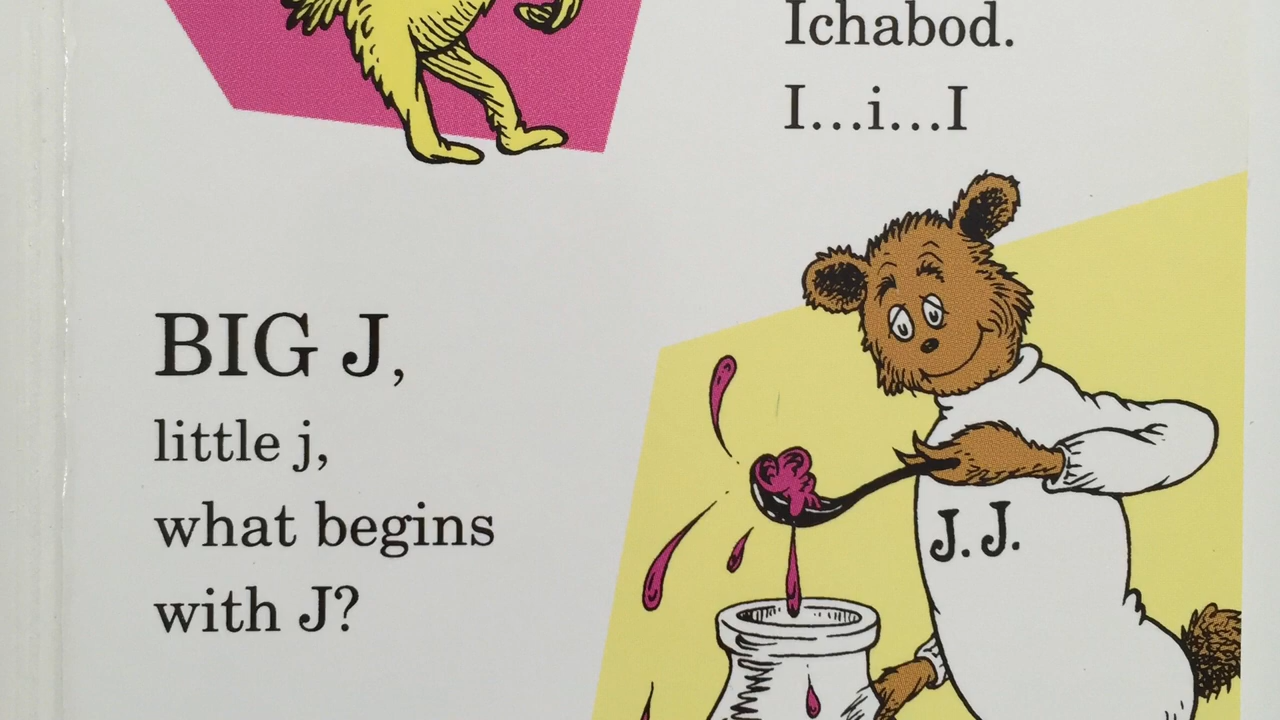 Ichabod.
I...i...I
BIG J,
little j,
what begins
with J?
J.J.